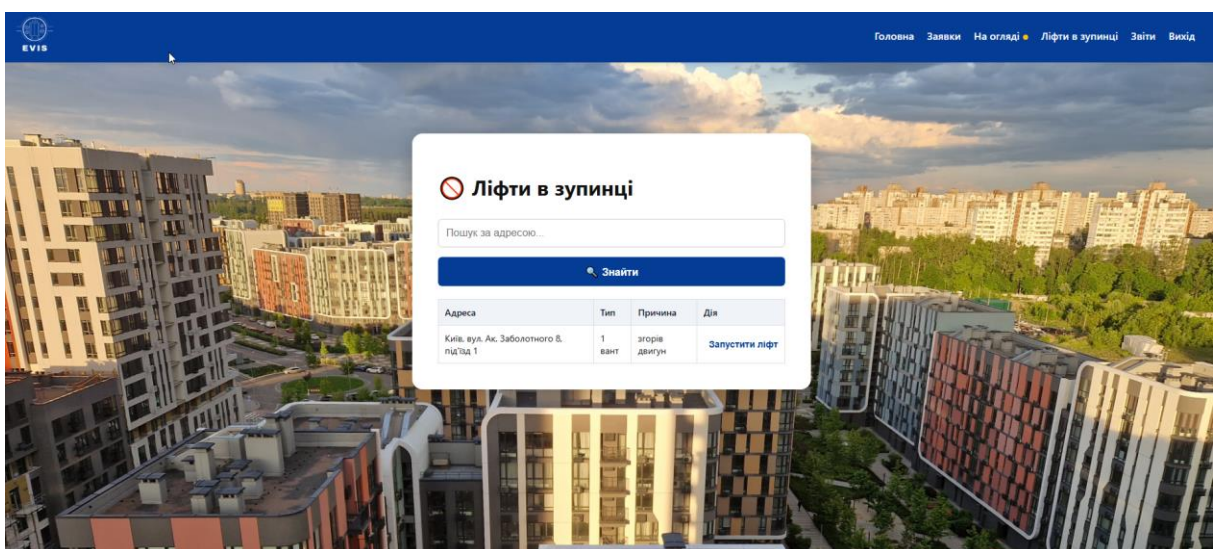 EVIS
Головна Заявки На огляді Ліфти в зупинці Звіти Вихід
Ліфти в зупинці
Пошук за адресою...
Знайти
Адреса Тип Причина Дія
Київ, вул. Ак. Заболотного 8, 1 згорів Запустити ліфт
під'їзд 1 вант двигун